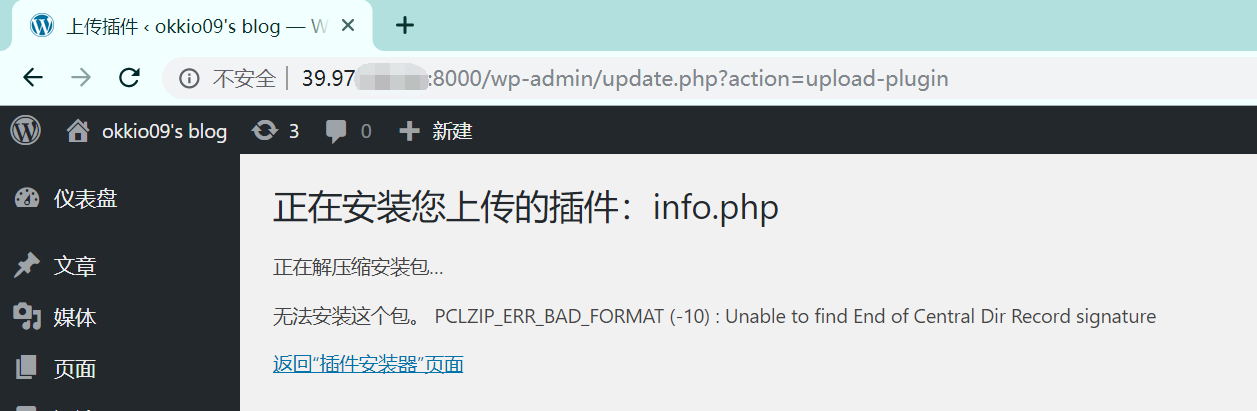 上传插件 ‹ okkio09's blog — W
不安全 39.97 :8000/wp-admin/update.php?action=upload-plugin
okkio09's blog 3 0 新建
仪表盘
文章
媒体
页面
正在安装您上传的插件：info.php
正在解压缩安装包…
无法安装这个包。 PCLZIP_ERR_BAD_FORMAT (-10) : Unable to find End of Central Dir Record signature
返回“插件安装器”页面